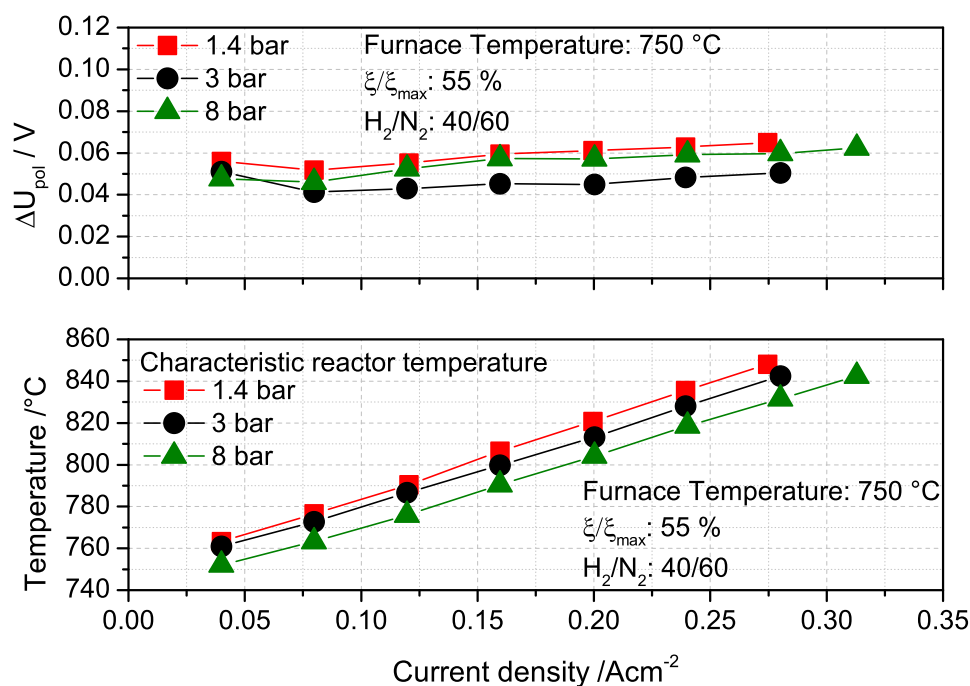 0.12
0.10
0.08
0.06
0.04
0.02
0.00
ΔU_pol / V
1.4 bar
3 bar
8 bar
Furnace Temperature: 750 °C
ξ/ξ_max: 55 %
H₂/N₂: 40/60
860
840
820
800
780
760
740
Temperature /°C
Characteristic reactor temperature
1.4 bar
3 bar
8 bar
Furnace Temperature: 750 °C
ξ/ξ_max: 55 %
H₂/N₂: 40/60
0.00 0.05 0.10 0.15 0.20 0.25 0.30 0.35
Current density /Acm⁻²